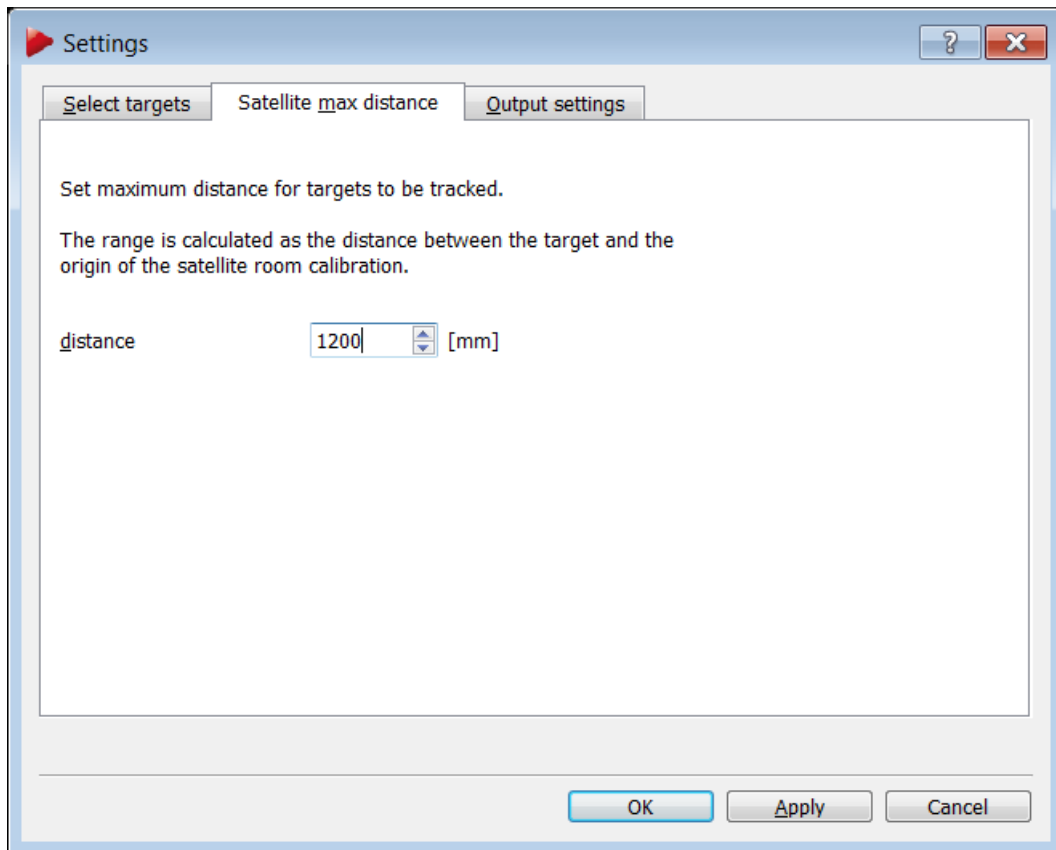 Settings
Select targets
Satellite max distance
Output settings
Set maximum distance for targets to be tracked.
The range is calculated as the distance between the target and the
origin of the satellite room calibration.
distance 1200 [mm]
OK
Apply
Cancel